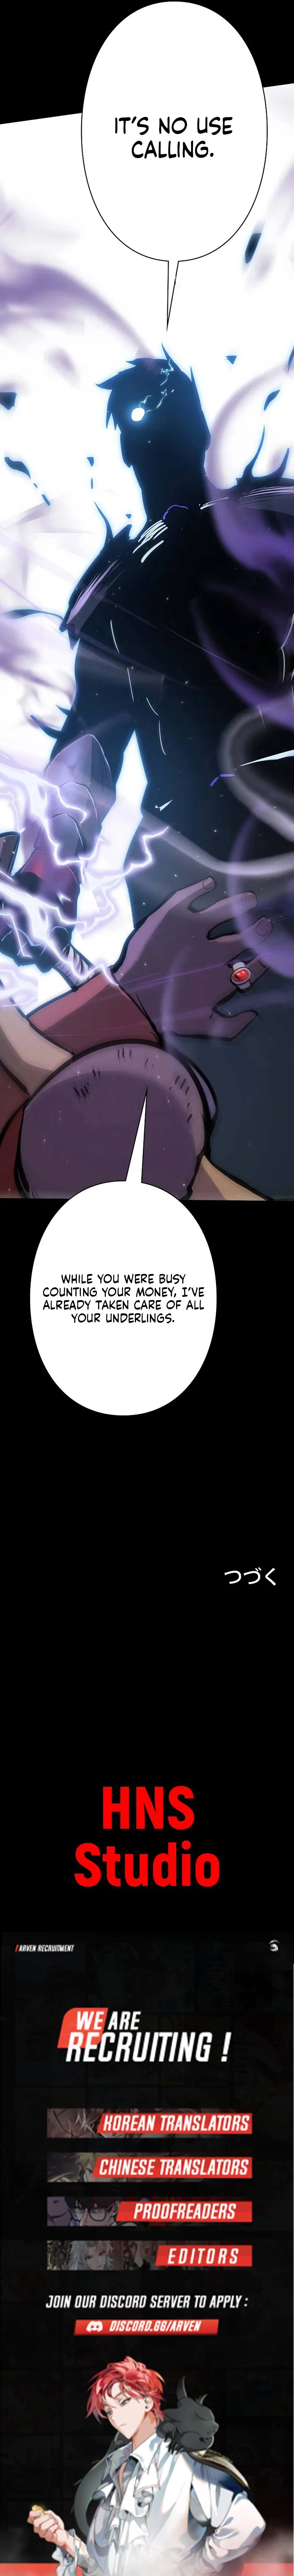 IT'S NO USE
CALLING.
WHILE YOU WERE BUSY
COUNTING YOUR MONEY, I'VE
ALREADY TAKEN CARE OF ALL
YOUR UNDERLINGS.
つづく
HNS
Studio
ARVEN RECRUITMENT
WE ARE
RECRUITING !
KOREAN TRANSLATORS
CHINESE TRANSLATORS
PROOFREADERS
EDITORS
JOIN OUR DISCORD SERVER TO APPLY :
DISCORD.GG/ARVEN